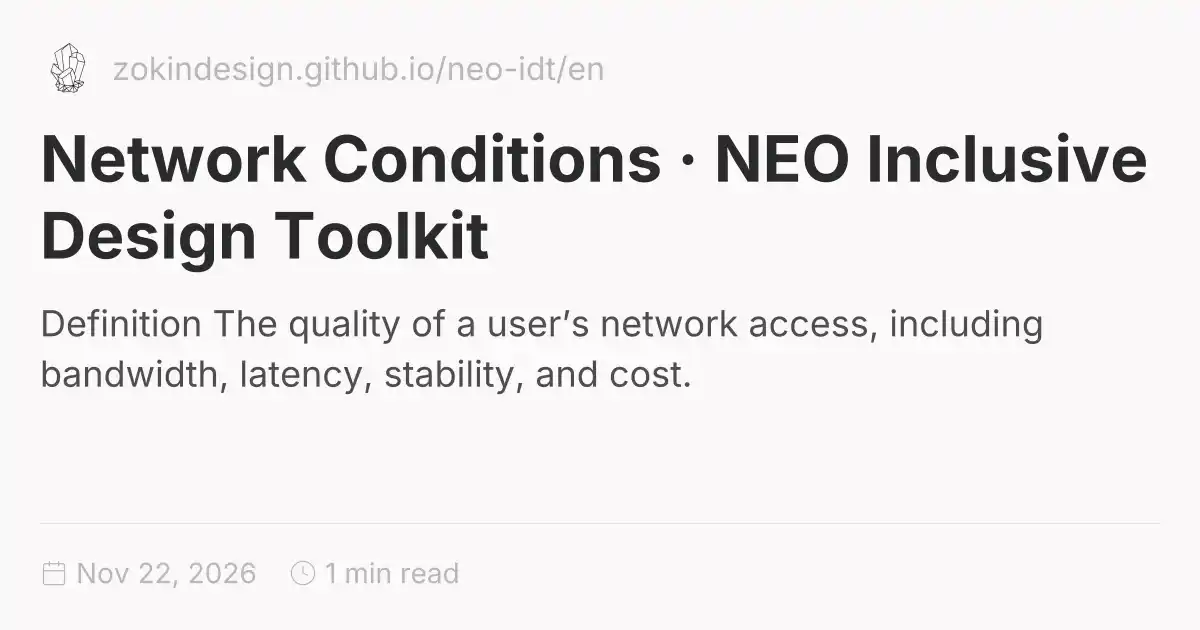 zokindesign.github.io/neo-idt/en
Network Conditions · NEO Inclusive
Design Toolkit
Definition The quality of a user’s network access, including
bandwidth, latency, stability, and cost.
Nov 22, 2026 1 min read